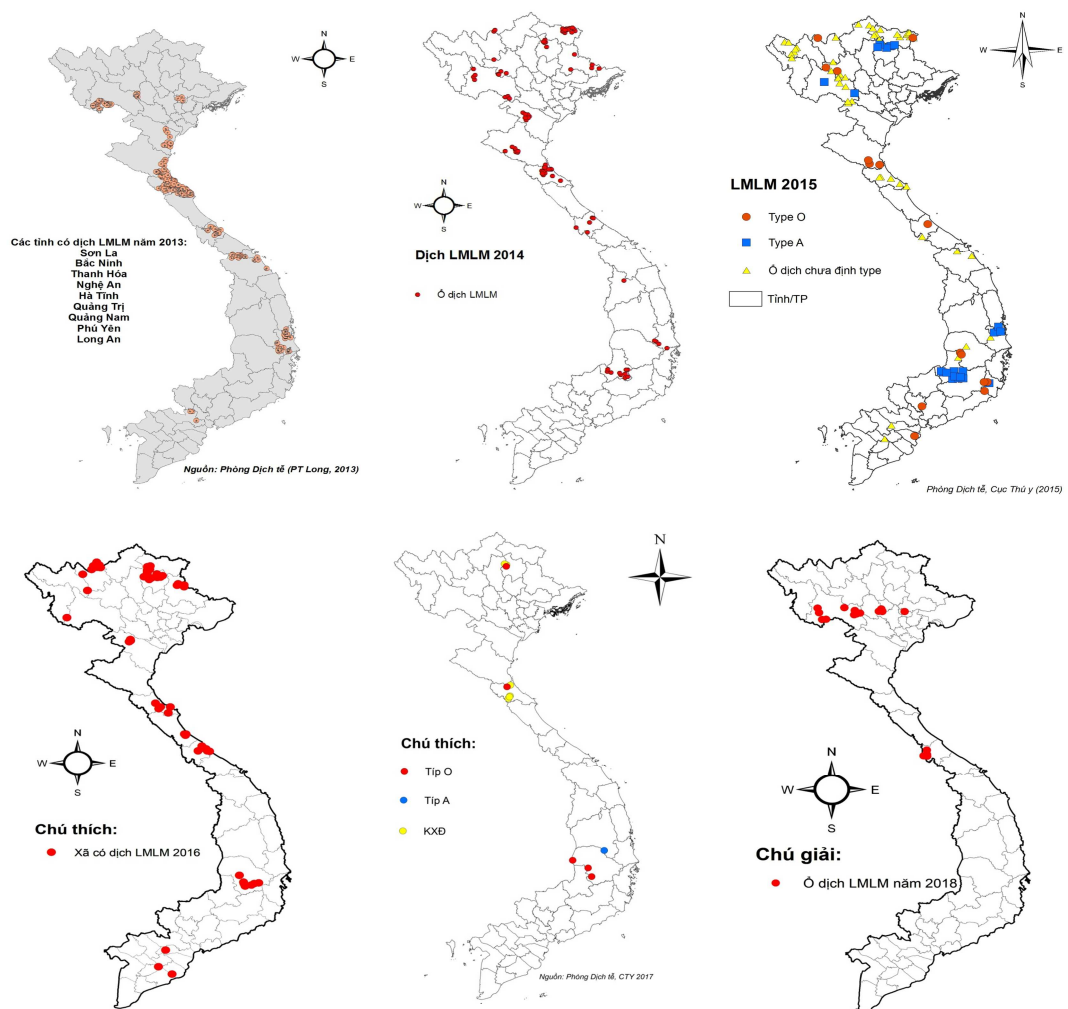 N
W E
S
Các tỉnh có dịch LMLM năm 2013:
Sơn La
Bắc Ninh
Thanh Hóa
Nghệ An
Hà Tĩnh
Quảng Trị
Quảng Nam
Phú Yên
Long An
Nguồn: Phòng Dịch tễ (PT Long, 2013)
N
W E
S
Dịch LMLM 2014
Ổ dịch LMLM
N
W E
S
LMLM 2015
Type O
Type A
Ổ dịch chưa định type
Tỉnh/TP
Phòng Dịch tễ, Cục Thú y (2015)
N
W E
S
Chú thích:
Xã có dịch LMLM 2016
N
Chú thích:
Típ O
Típ A
KXĐ
Nguồn: Phòng Dịch tễ, CTY 2017
N
W E
S
Chú giải:
Ổ dịch LMLM năm 2018